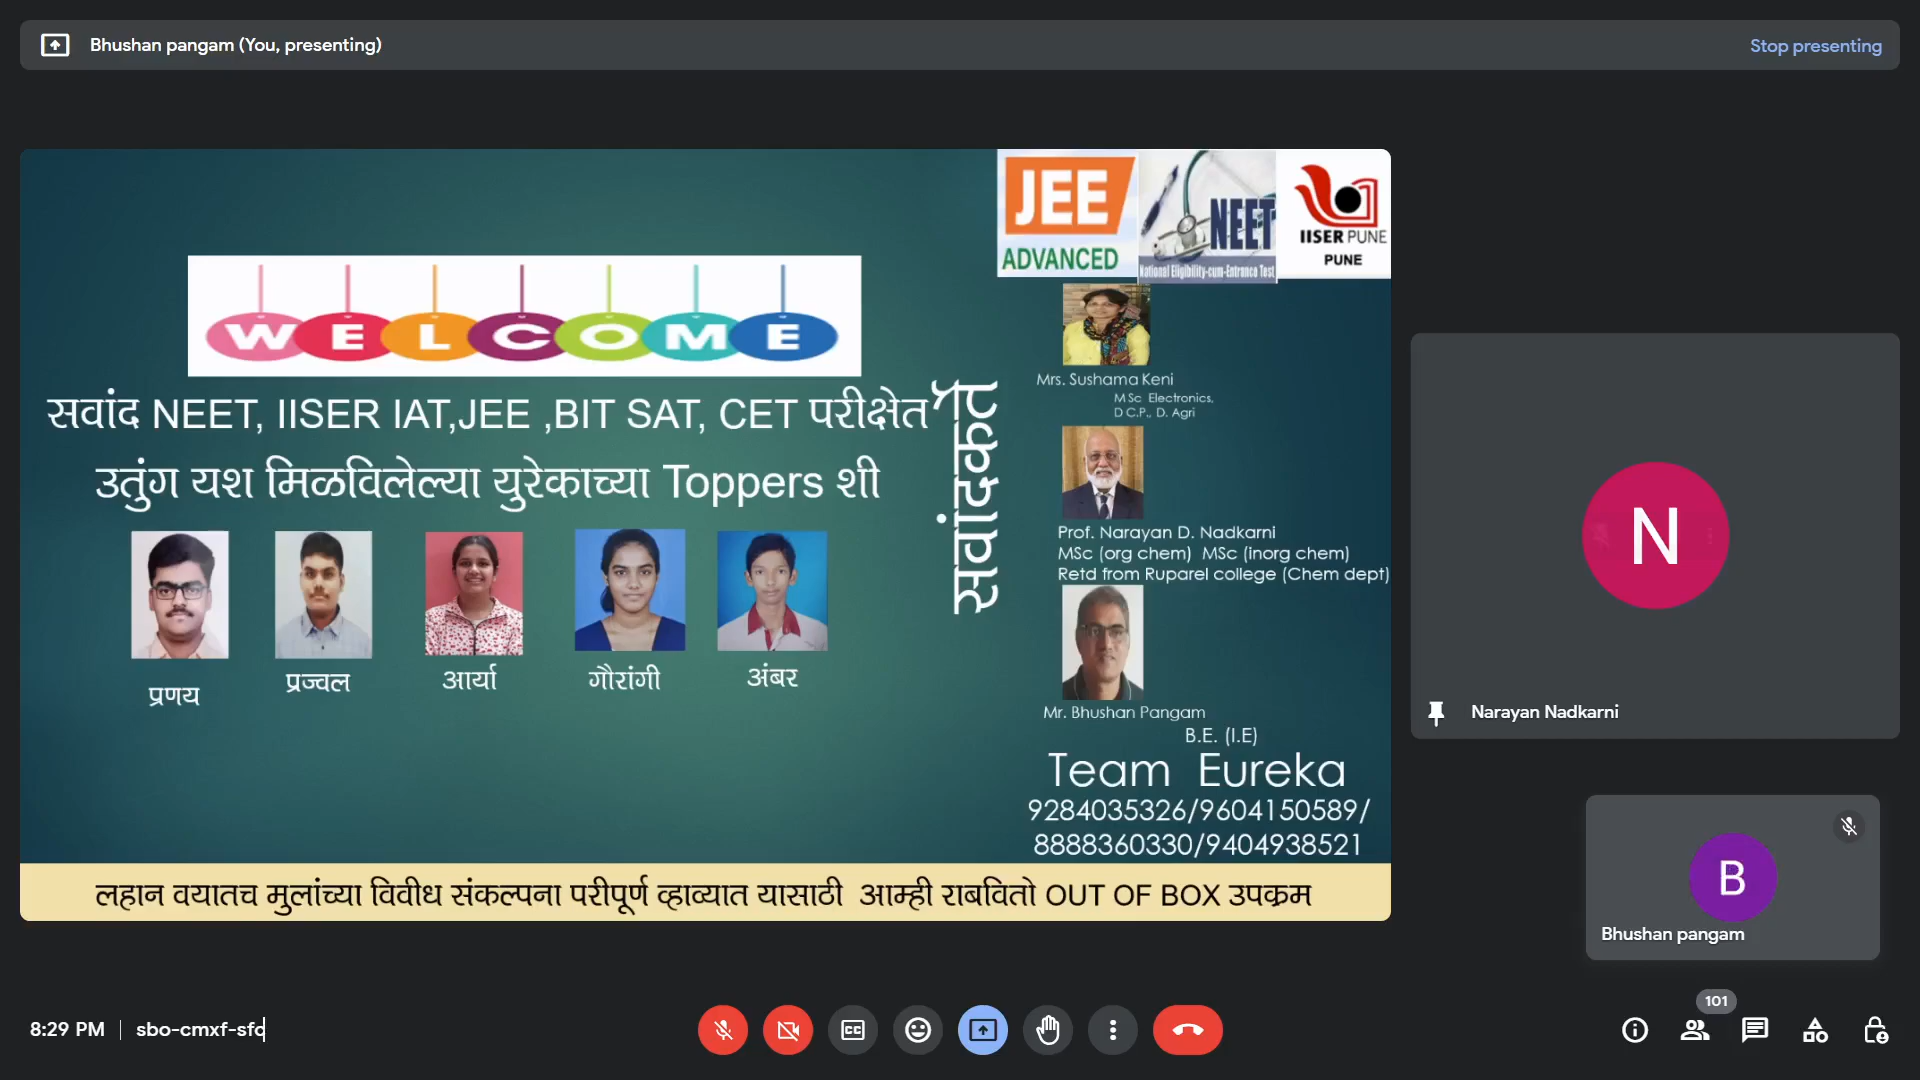 Bhushan pangam (You, presenting)
Stop presenting
JEE
ADVANCED
NEET
National Eligibility-cum-Entrance Test
IISER PUNE
PUNE
WELCOME
सवांद NEET, IISER IAT,JEE ,BIT SAT, CET परीक्षेत
उतुंग यश मिळविलेल्या युरेकाच्या Toppers शी
प्रणय
प्रज्वल
आर्या
गौरांगी
अंबर
सवांदकर्ते
Mrs. Sushama Keni
M Sc Electronics,
D C.P., D. Agri
Prof. Narayan D. Nadkarni
MSc (org chem) MSc (inorg chem)
Retd from Ruparel college (Chem dept)
Mr. Bhushan Pangam
B.E. (I.E)
Team Eureka
9284035326/9604150589/
8888360330/9404938521
लहान वयातच मुलांच्या विवीध संकल्पना परीपूर्ण व्हाव्यात यासाठी आम्ही राबवितो OUT OF BOX उपक्रम
N
Narayan Nadkarni
B
Bhushan pangam
8:29 PM | sbo-cmxf-sfc
CC
101